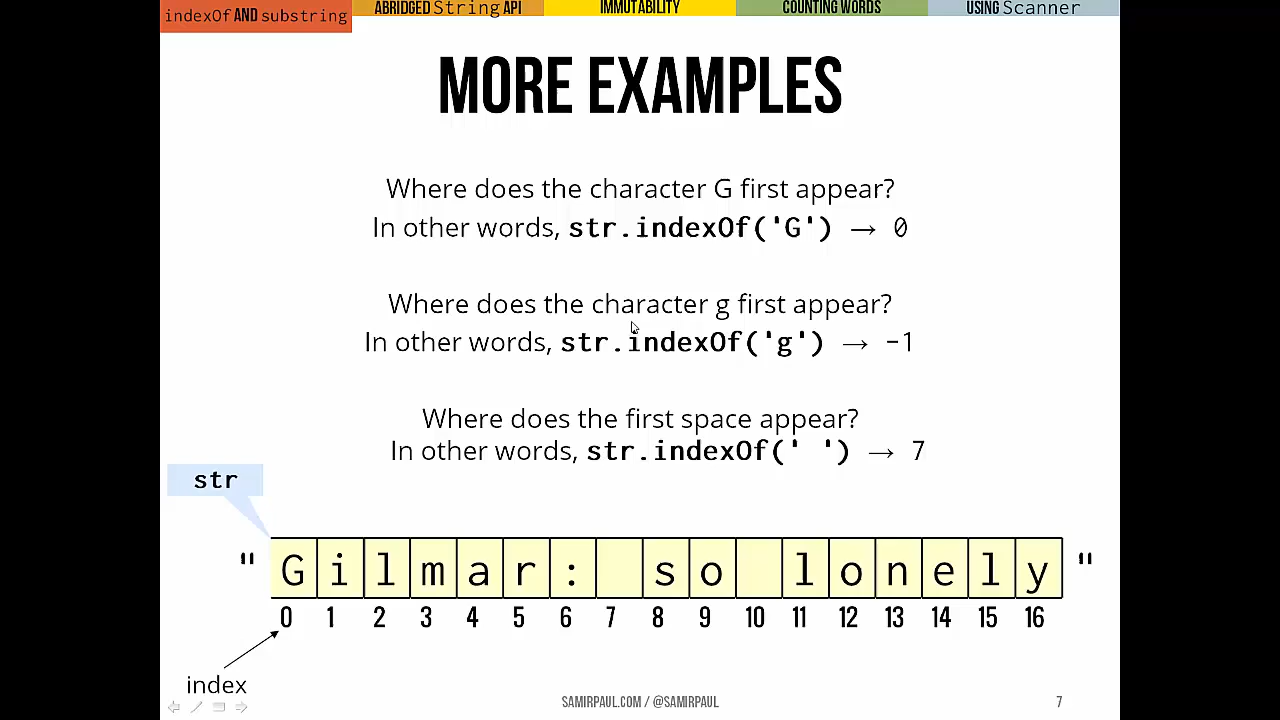 indexOf AND substring
ABRIDGED String API
IMMUTABILITY
COUNTING WORDS
USING Scanner
MORE EXAMPLES
Where does the character G first appear?
In other words, str.indexOf('G') → 0
Where does the character g first appear?
In other words, str.indexOf('g') → -1
Where does the first space appear?
In other words, str.indexOf(' ') → 7
str
" G i l m a r : s o l o n e l y "
0 1 2 3 4 5 6 7 8 9 10 11 12 13 14 15 16
index
SAMIRPAUL.COM / @SAMIRPAUL
7